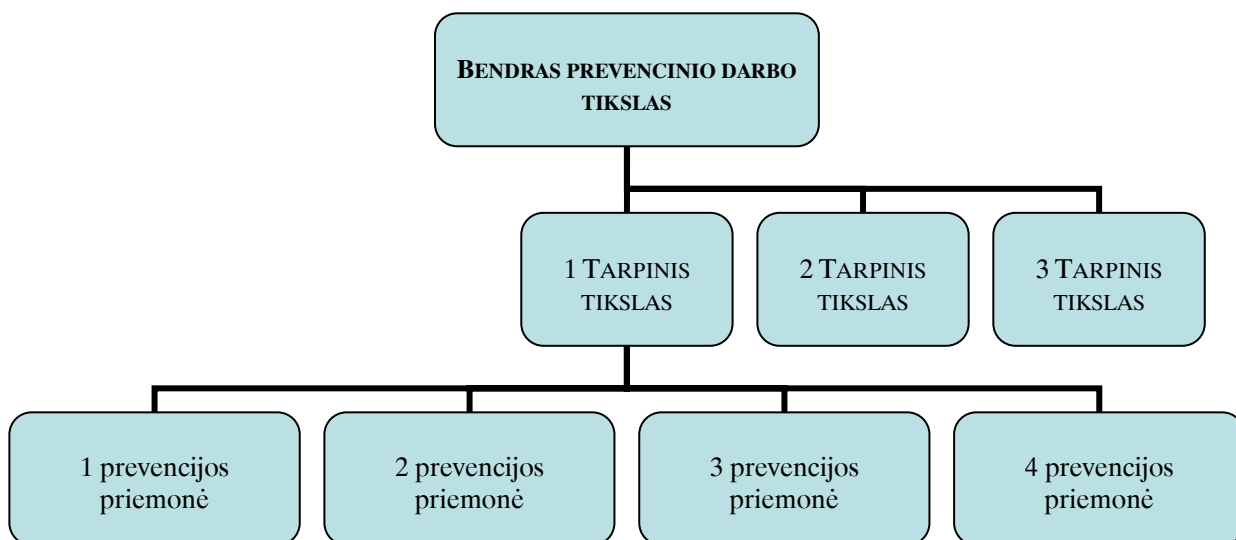 BENDRAS PREVENCINIO DARBO
TIKSLAS
1 TARPINIS
TIKSLAS
2 TARPINIS
TIKSLAS
3 TARPINIS
TIKSLAS
1 prevencijos
priemonė
2 prevencijos
priemonė
3 prevencijos
priemonė
4 prevencijos
priemonė